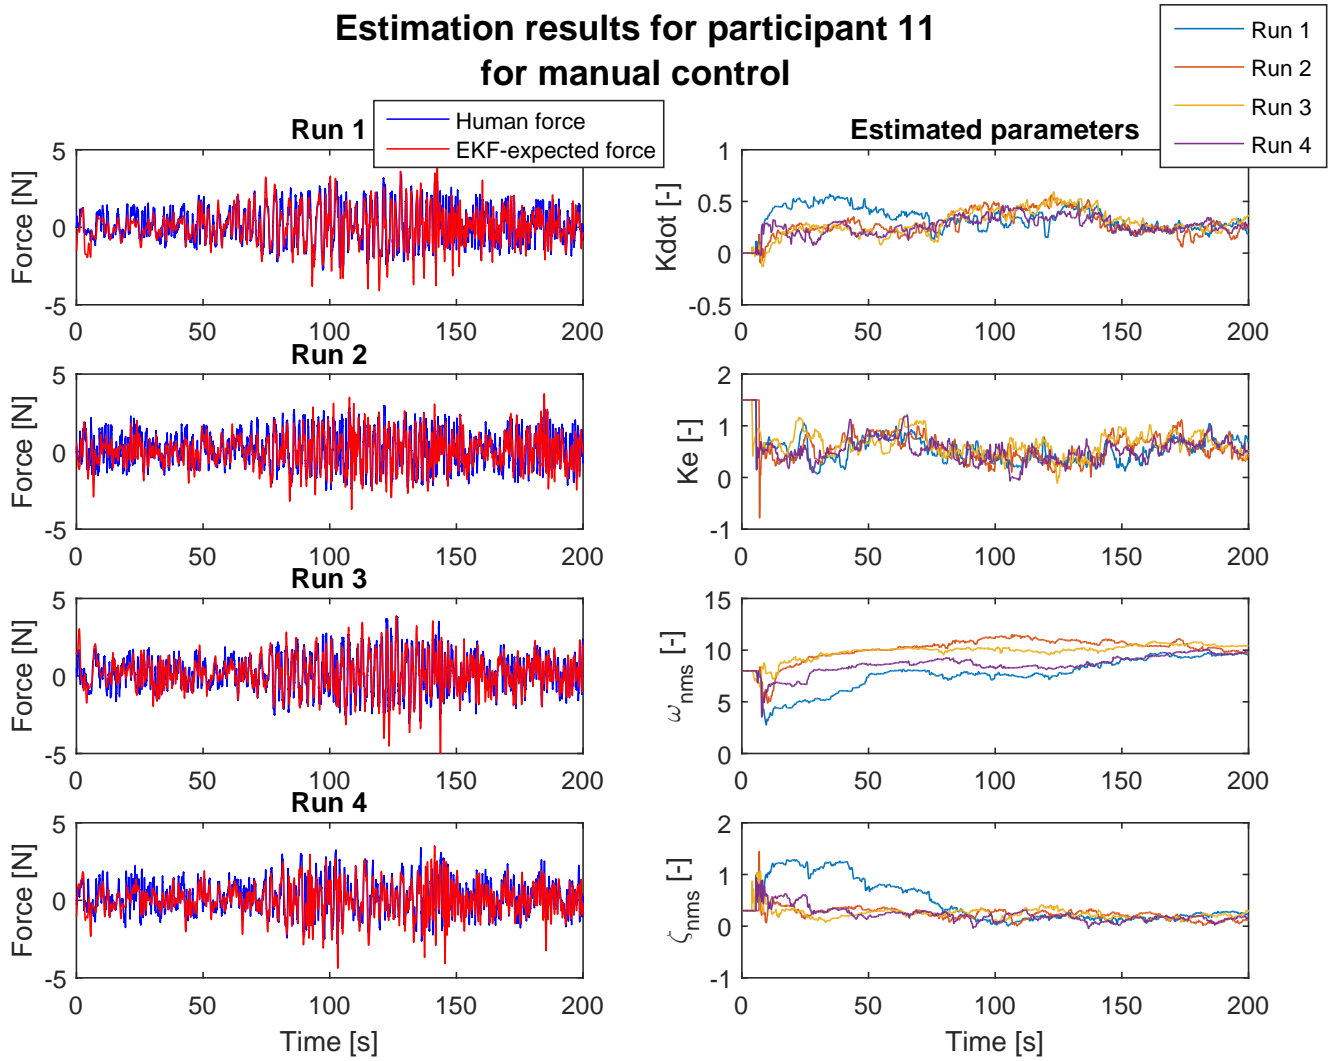 Estimation results for participant 11
for manual control
Run 1
Run 2
Run 3
Run 4
Run 1
Human force
EKF-expected force
Force [N]
5
0
-5
0 50 100 150 200
Run 2
Force [N]
5
0
-5
0 50 100 150 200
Run 3
Force [N]
5
0
-5
0 50 100 150 200
Run 4
Force [N]
5
0
-5
0 50 100 150 200
Time [s]
Estimated parameters
Kdot [-]
1
0.5
0
-0.5
0 50 100 150 200
Ke [-]
2
1
0
-1
0 50 100 150 200
ωnms [-]
15
10
5
0
0 50 100 150 200
ζnms [-]
2
1
0
-1
0 50 100 150 200
Time [s]